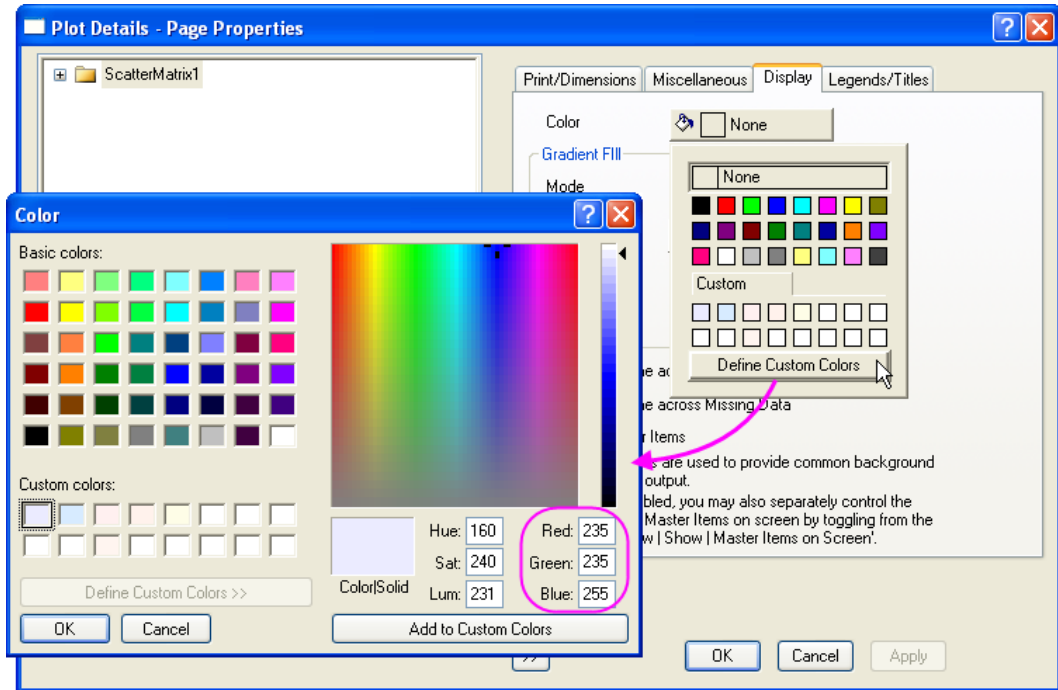 Plot Details - Page Properties
ScatterMatrix1
Print/Dimensions Miscellaneous Display Legends/Titles
Color None
Gradient FIll
Mode
None
Custom
Define Custom Colors
across Missing Data
Items
are used to provide common background
output.
you may also separately control the
Master Items on screen by toggling from the
| Show | Master Items on Screen'.
>>
OK Cancel Apply
Color
Basic colors:
Custom colors:
Define Custom Colors >>
OK Cancel
Color|Solid
Hue: 160 Red: 235
Sat: 240 Green: 235
Lum: 231 Blue: 255
Add to Custom Colors